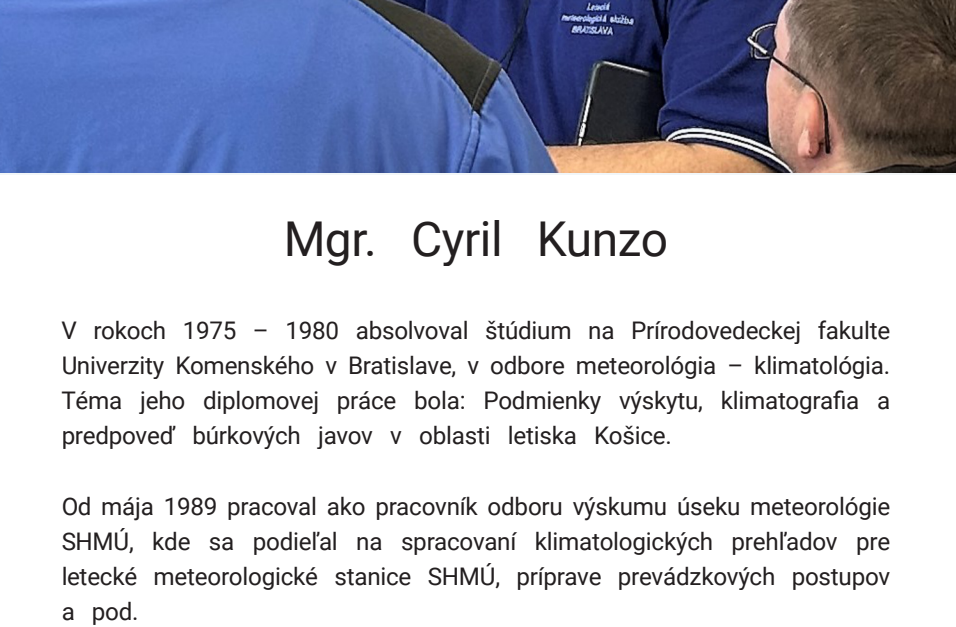 Letecká
meteorologická služba
BRATISLAVA
Mgr. Cyril Kunzo
V rokoch 1975 – 1980 absolvoval štúdium na Prírodovedeckej fakulte
Univerzity Komenského v Bratislave, v odbore meteorológia – klimatológia.
Téma jeho diplomovej práce bola: Podmienky výskytu, klimatografia a
predpoveď búrkových javov v oblasti letiska Košice.
Od mája 1989 pracoval ako pracovník odboru výskumu úseku meteorológie
SHMÚ, kde sa podieľal na spracovaní klimatologických prehľadov pre
letecké meteorologické stanice SHMÚ, príprave prevádzkových postupov
a pod.